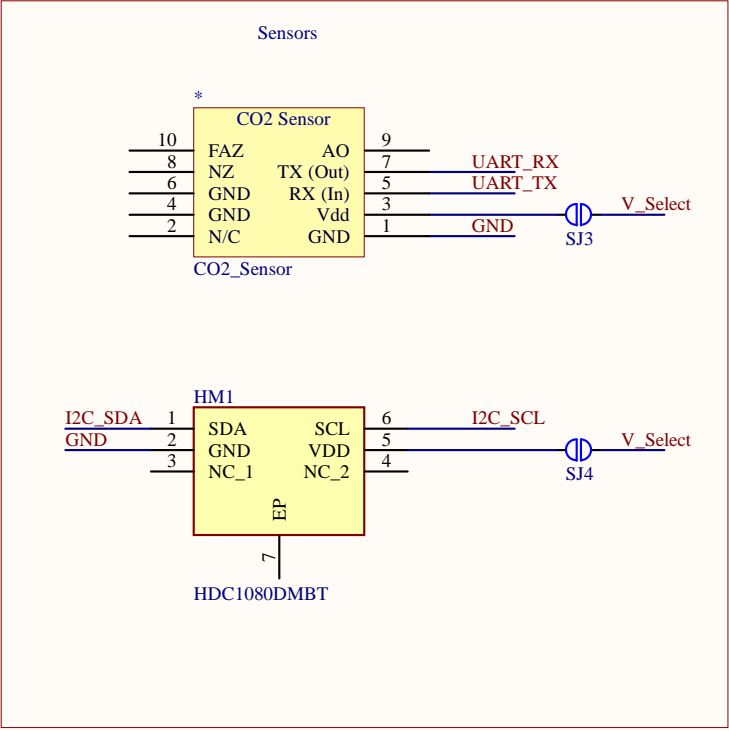 Sensors
*
CO2 Sensor
10 FAZ AO 9
8 NZ TX (Out) 7 UART_RX
6 GND RX (In) 5 UART_TX
4 GND Vdd 3 V_Select
2 N/C GND 1 GND
SJ3
CO2_Sensor
HM1
I2C_SDA 1 SDA SCL 6 I2C_SCL
GND 2 GND VDD 5 V_Select
3 NC_1 NC_2 4
SJ4
EP
7
HDC1080DMBT